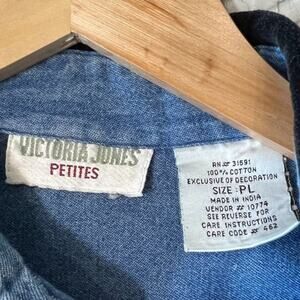 VICTORIA JONES
PETITES
RN# 31591
100% COTTON
EXCLUSIVE OF DECORATION
SIZE: PL
MADE IN INDIA
VENDOR # 10774
SEE REVERSE FOR
CARE INSTRUCTIONS
CARE CODE # 462